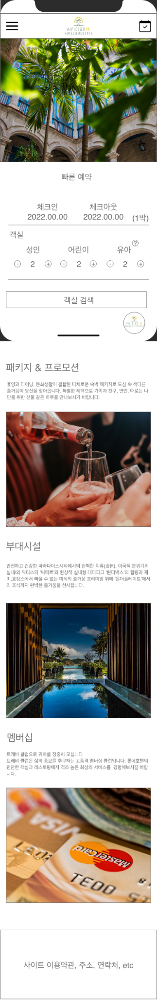 VIRIDIAN 休
HOTEL & RESORTS
빠른 예약
체크인 체크아웃
2022.00.00 2022.00.00 (1박)
객실
?
성인 어린이 유아
- 2 + - 2 + - 2 +
객실 검색
VIRIDIAN 休
HOTEL & RESORTS
패키지 & 프로모션
휴양과 다이닝, 문화생활이 결합된 다채로운 숙박 패키지로 도심 속 색다른
즐거움이 당신을 찾아옵니다. 특별한 혜택으로 가족과 친구, 연인, 때로는 나
만을 위한 선물 같은 하루를 만나보시기 바랍니다.
부대시설
안전하고 건강한 파라다이스시티에서의 완벽한 치휴(治休), 이국적 분위기의
실내/외 워터스파 '씨메르'와 환상적 실내형 테마파크 '원더박스'의 힐링과 재
미,호캉스에서 빠질 수 없는 미식의 즐거움 프리미엄 뷔페 '온더플레이트'에서
의 조식까지 완벽한 즐거움을 선사합니다.
멤버십
트레비 클럽으로 귀하를 정중히 모십니다
트레비 클럽은 삶의 풍요를 추구하는 고품격 멤버십 클럽입니다. 롯데호텔의
편안한 객실과 레스토랑에서 격조 높은 최상의 서비스를  경험해보시길 바랍
니다.
VISA
MasterCard
TEDD
사이트 이용약관, 주소, 연락처, etc